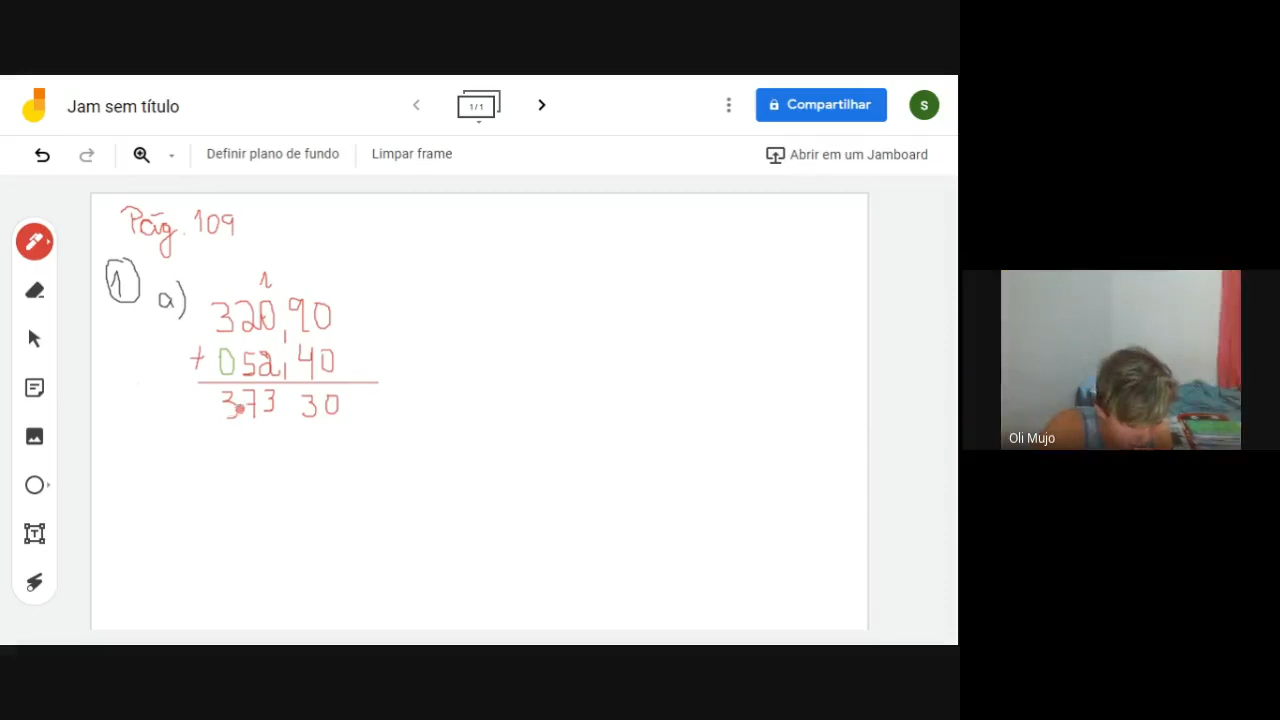 Jam sem título
1/1
Compartilhar
S
Definir plano de fundo
Limpar frame
Abrir em um Jamboard
Pág. 109
1 a)
1
320,90
+ 052,40
373 30
Oli Mujo